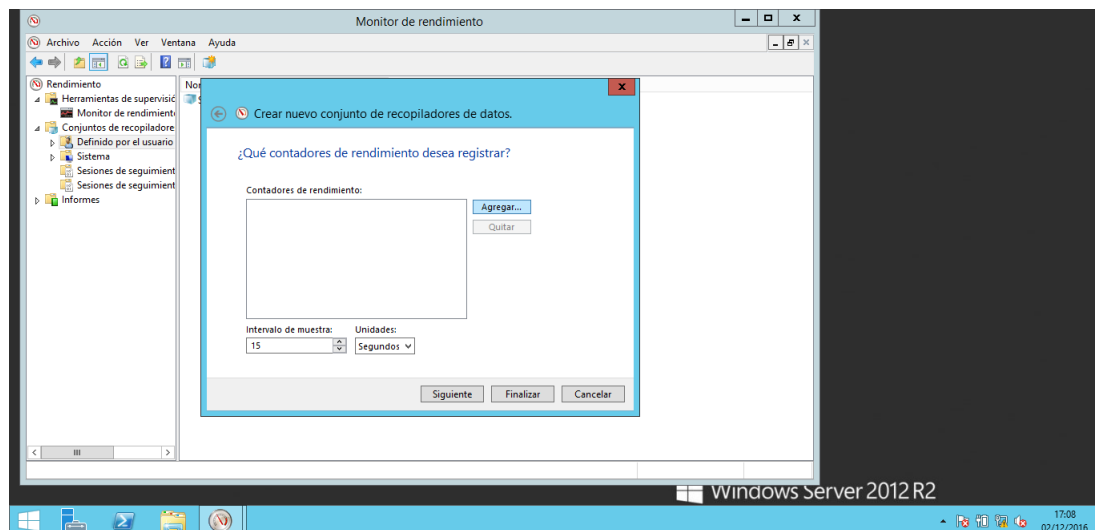 Monitor de rendimiento
Archivo Acción Ver Ventana Ayuda
Rendimiento
Herramientas de supervisió
Monitor de rendimiento
Conjuntos de recopiladore
Definido por el usuario
Sistema
Sesiones de seguimient
Sesiones de seguimient
Informes
Nor
Crear nuevo conjunto de recopiladores de datos.
¿Qué contadores de rendimiento desea registrar?
Contadores de rendimiento:
Agregar...
Quitar
Intervalo de muestra: Unidades:
15 Segundos
Siguiente Finalizar Cancelar
Windows Server 2012 R2
17:08
02/12/2016